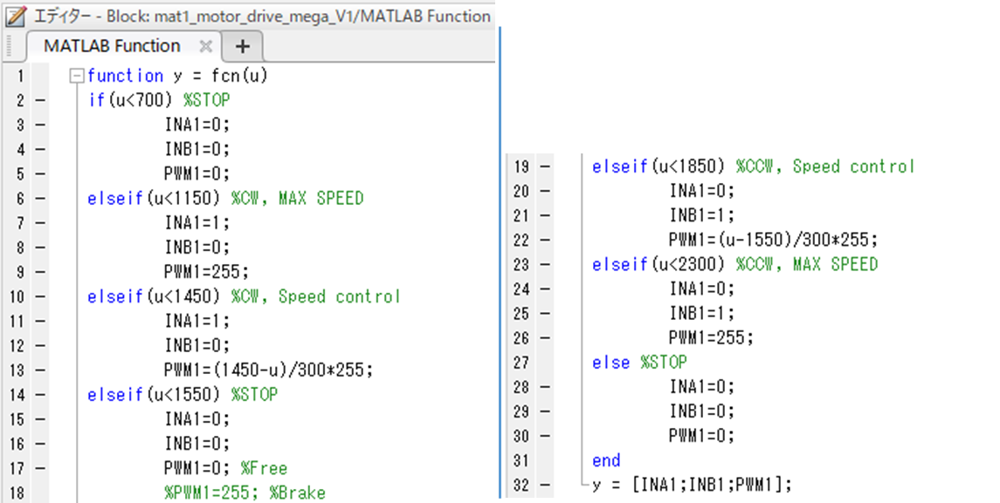 エディター - Block: mat1_motor_drive_mega_V1/MATLAB Function
MATLAB Function
1 function y = fcn(u)
2 if(u<700) %STOP
3 INA1=0;
4 INB1=0;
5 PWM1=0;
6 elseif(u<1150) %CW, MAX SPEED
7 INA1=1;
8 INB1=0;
9 PWM1=255;
10 elseif(u<1450) %CW, Speed control
11 INA1=1;
12 INB1=0;
13 PWM1=(1450-u)/300*255;
14 elseif(u<1550) %STOP
15 INA1=0;
16 INB1=0;
17 PWM1=0; %Free
18 %PWM1=255; %Brake
19 elseif(u<1850) %CCW, Speed control
20 INA1=0;
21 INB1=1;
22 PWM1=(u-1550)/300*255;
23 elseif(u<2300) %CCW, MAX SPEED
24 INA1=0;
25 INB1=1;
26 PWM1=255;
27 else %STOP
28 INA1=0;
29 INB1=0;
30 PWM1=0;
31 end
32 y = [INA1;INB1;PWM1];